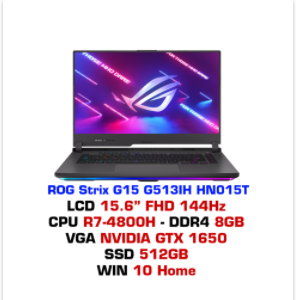 ROG Strix G15 G513IH HN015T
LCD 15.6" FHD 144Hz
CPU R7-4800H - DDR4 8GB
VGA NVIDIA GTX 1650
SSD 512GB
WIN 10 Home